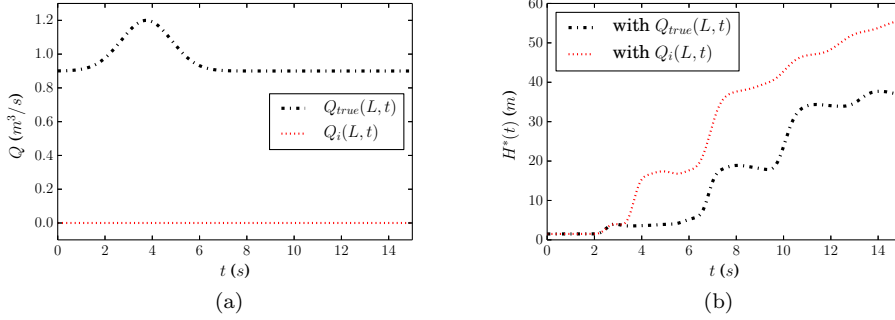 1.2
1.0
0.8
0.6
0.4
0.2
0.0
Q (m³/s)
Q_true(L, t)
Q_i(L, t)
0 2 4 6 8 10 12 14
t (s)
(a)
60
50
40
30
20
10
0
H*(t) (m)
with Q_true(L, t)
with Q_i(L, t)
0 2 4 6 8 10 12 14
t (s)
(b)